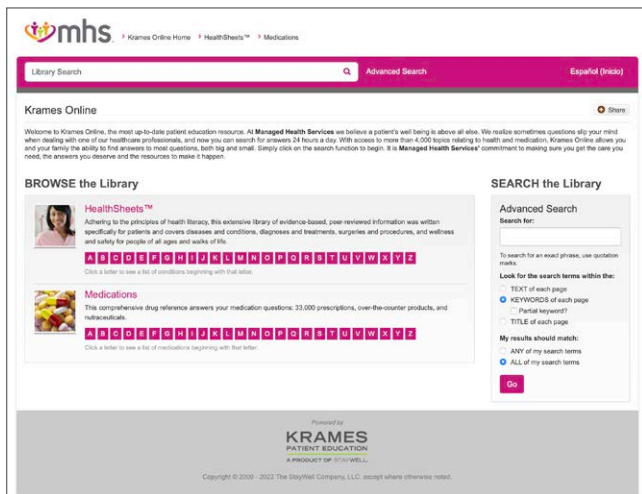 mhs.
Krames Online Home
HealthSheets™
Medications
Library Search
Advanced Search
Español (Inicio)
Krames Online
Share
Welcome to Krames Online, the most up-to-date patient education resource. At Managed Health Services we believe a patient's well being is above all else. We realize sometimes questions slip your mind
when dealing with one of our healthcare professionals, and now you can search for answers 24 hours a day. With access to more than 4,000 topics relating to health and medication, Krames Online allows you
and your family the ability to find answers to most questions, both big and small. Simply click on the search function to begin. It is Managed Health Services' commitment to making sure you get the care you
need, the answers you deserve and the resources to make it happen.
BROWSE the Library
HealthSheets™
Adhering to the principles of health literacy, this extensive library of evidence-based, peer-reviewed information was written
specifically for patients and covers diseases and conditions, diagnoses and treatments, surgeries and procedures, and wellness
and safety for people of all ages and walks of life.
A B C D E F G H I J K L M N O P Q R S T U V W X Y Z
Click a letter to see a list of conditions beginning with that letter.
Medications
This comprehensive drug reference answers your medication questions: 33,000 prescriptions, over-the-counter products, and
nutraceuticals.
A B C D E F G H I J K L M N O P Q R S T U V W X Y Z
Click a letter to see a list of medications beginning with that letter.
SEARCH the Library
Advanced Search
Search for:
To search for an exact phrase, use quotation
marks.
Look for the search terms within the:
TEXT of each page
KEYWORDS of each page
Partial keyword?
TITLE of each page
My results should match:
ANY of my search terms
ALL of my search terms
Go
Powered by
KRAMES
PATIENT EDUCATION
A PRODUCT OF STAYWELL
Copyright © 2009 - 2022 The StayWell Company, LLC. except where otherwise noted.